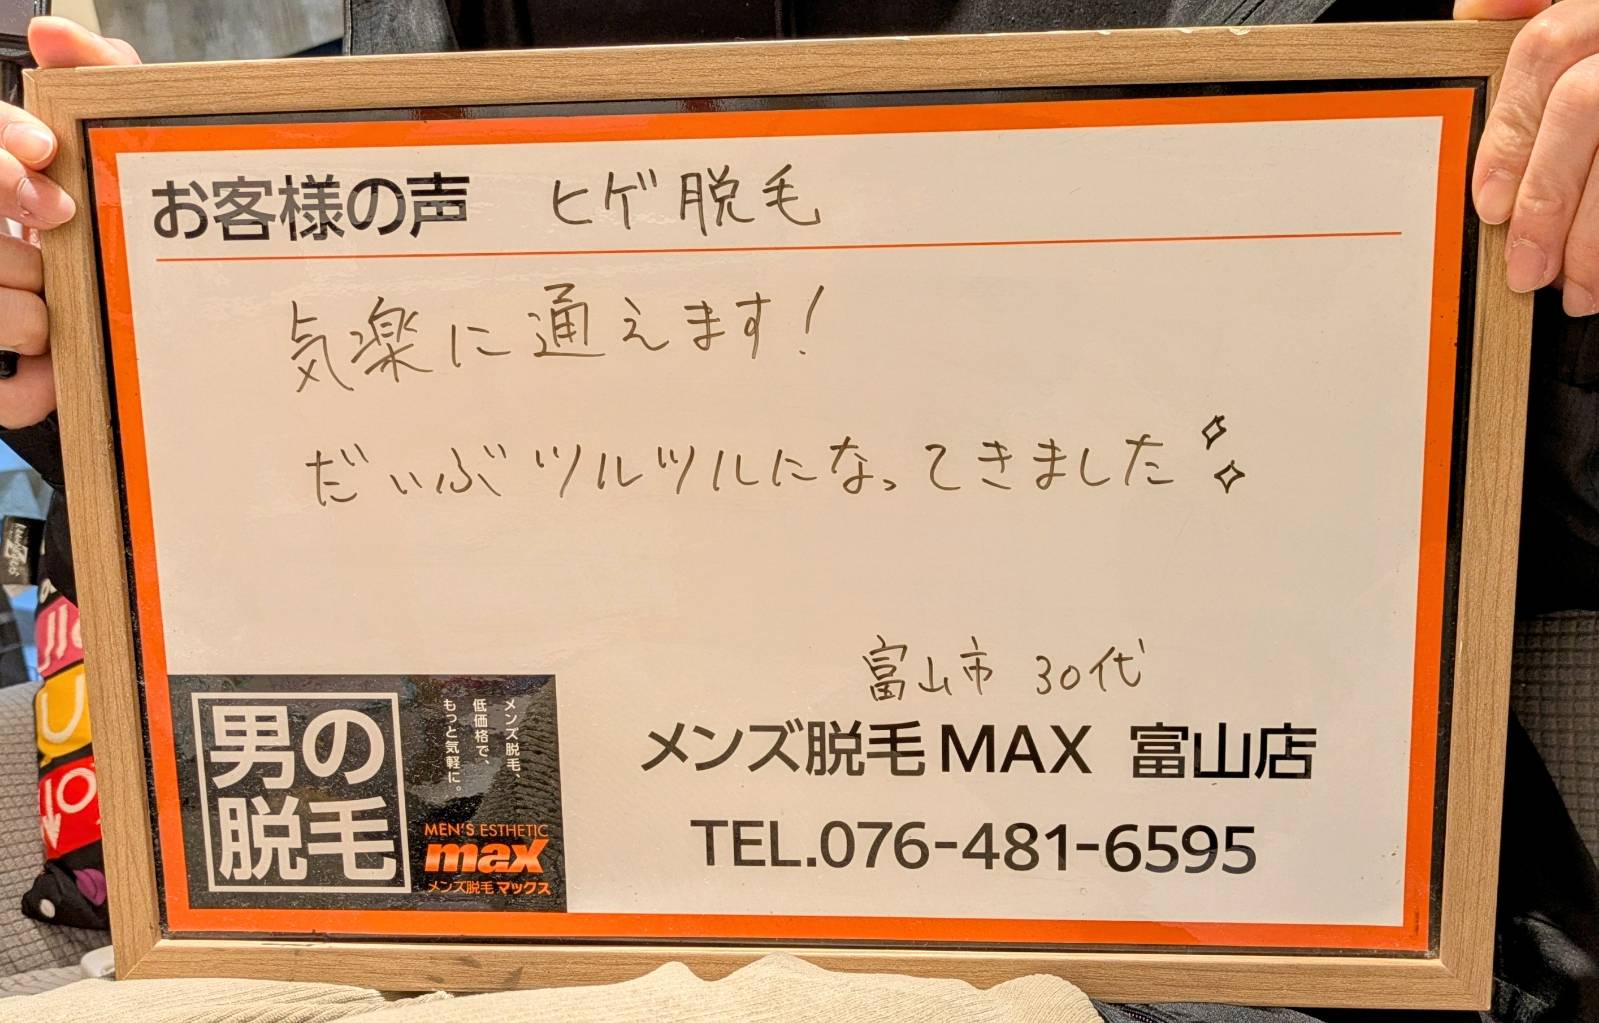 お客様の声 ヒゲ脱毛
気楽に通えます!
だいぶツルツルになってきました
富山市 30代
メンズ脱毛MAX 富山店
TEL.076-481-6595
男の
脱毛
メンズ脱毛、
低価格で、
もっと気軽に。
MEN'S ESTHETIC
max
メンズ脱毛マックス